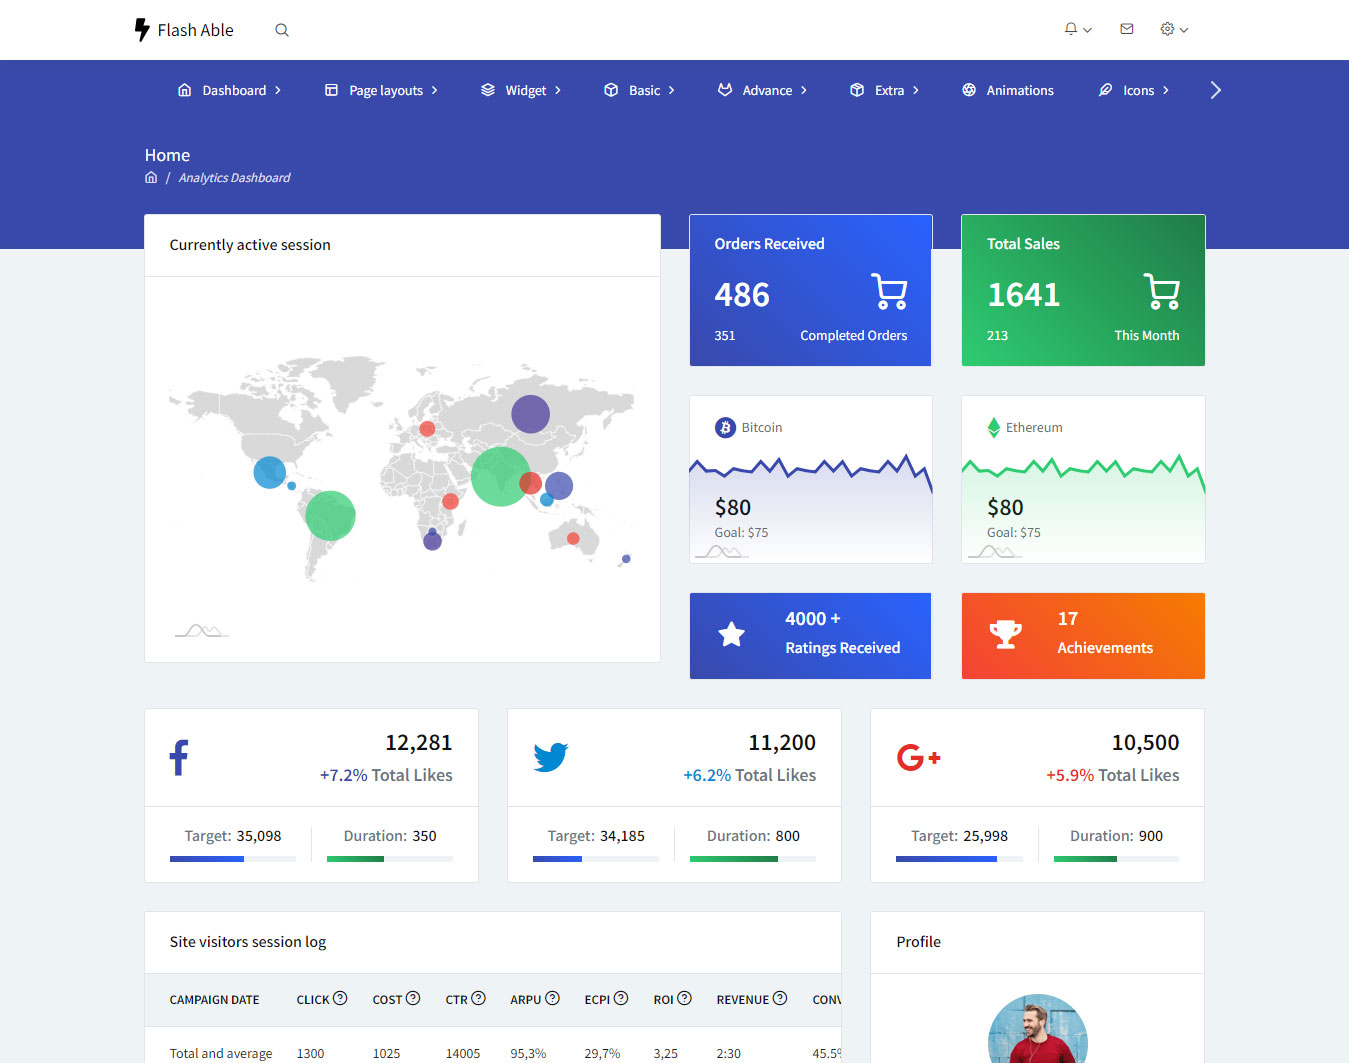 Flash Able
Dashboard
Page layouts
Widget
Basic
Advance
Extra
Animations
Icons
Home
/ Analytics Dashboard
Currently active session
Orders Received
486
351 Completed Orders
Total Sales
1641
213 This Month
Bitcoin
$80
Goal: $75
Ethereum
$80
Goal: $75
4000 +
Ratings Received
17
Achievements
12,281
+7.2% Total Likes
Target: 35,098
Duration: 350
11,200
+6.2% Total Likes
Target: 34,185
Duration: 800
10,500
+5.9% Total Likes
Target: 25,998
Duration: 900
Site visitors session log
CAMPAIGN DATE CLICK COST CTR ARPU ECPI ROI REVENUE CONV
Total and average 1300 1025 14005 95,3% 29,7% 3,25 2:30 45.5%
Profile